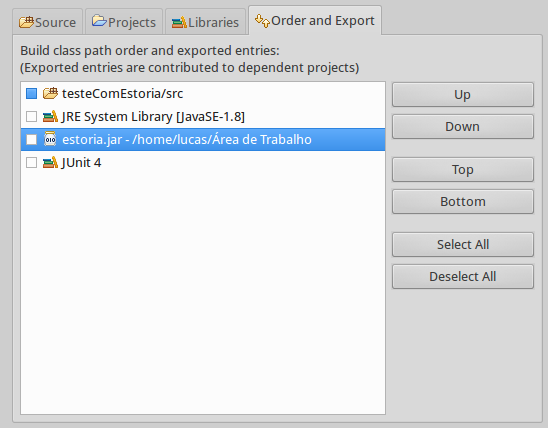 Source
Projects
Libraries
Order and Export
Build class path order and exported entries:
(Exported entries are contributed to dependent projects)
testeComEstoria/src
JRE System Library [JavaSE-1.8]
estoria.jar - /home/lucas/Área de Trabalho
JUnit 4
Up
Down
Top
Bottom
Select All
Deselect All